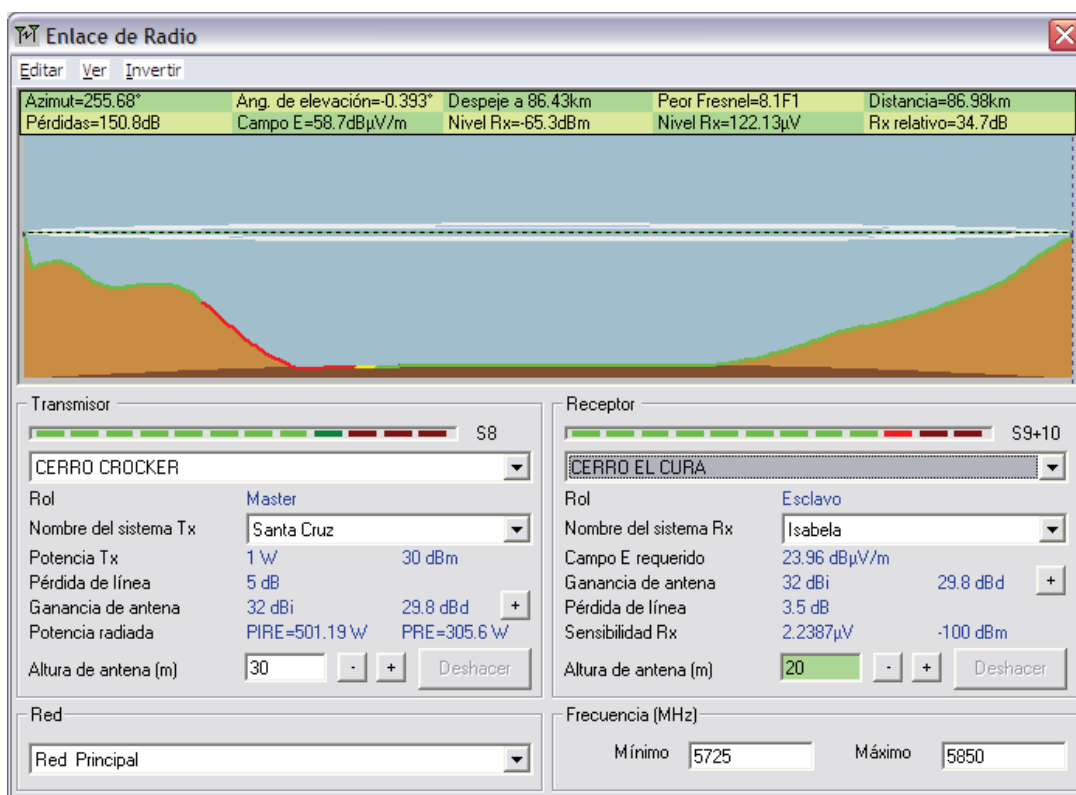 Enlace de Radio
Editar Ver Invertir
Azimut=255.68° Ang. de elevación=-0.393° Despeje a 86.43km Peor Fresnel=8.1F1 Distancia=86.98km
Pérdidas=150.8dB Campo E=58.7dBµV/m Nivel Rx=-65.3dBm Nivel Rx=122.13µV Rx relativo=34.7dB
Transmisor
S8
CERRO CROCKER
Rol Master
Nombre del sistema Tx Santa Cruz
Potencia Tx 1 W 30 dBm
Pérdida de línea 5 dB
Ganancia de antena 32 dBi 29.8 dBd +
Potencia radiada PIRE=501.19 W PRE=305.6 W
Altura de antena (m) 30 - + Deshacer
Red
Red Principal
Receptor
S9+10
CERRO EL CURA
Rol Esclavo
Nombre del sistema Rx Isabela
Campo E requerido 23.96 dBµV/m
Ganancia de antena 32 dBi 29.8 dBd +
Pérdida de línea 3.5 dB
Sensibilidad Rx 2.2387µV -100 dBm
Altura de antena (m) 20 - + Deshacer
Frecuencia (MHz)
Mínimo 5725 Máximo 5850